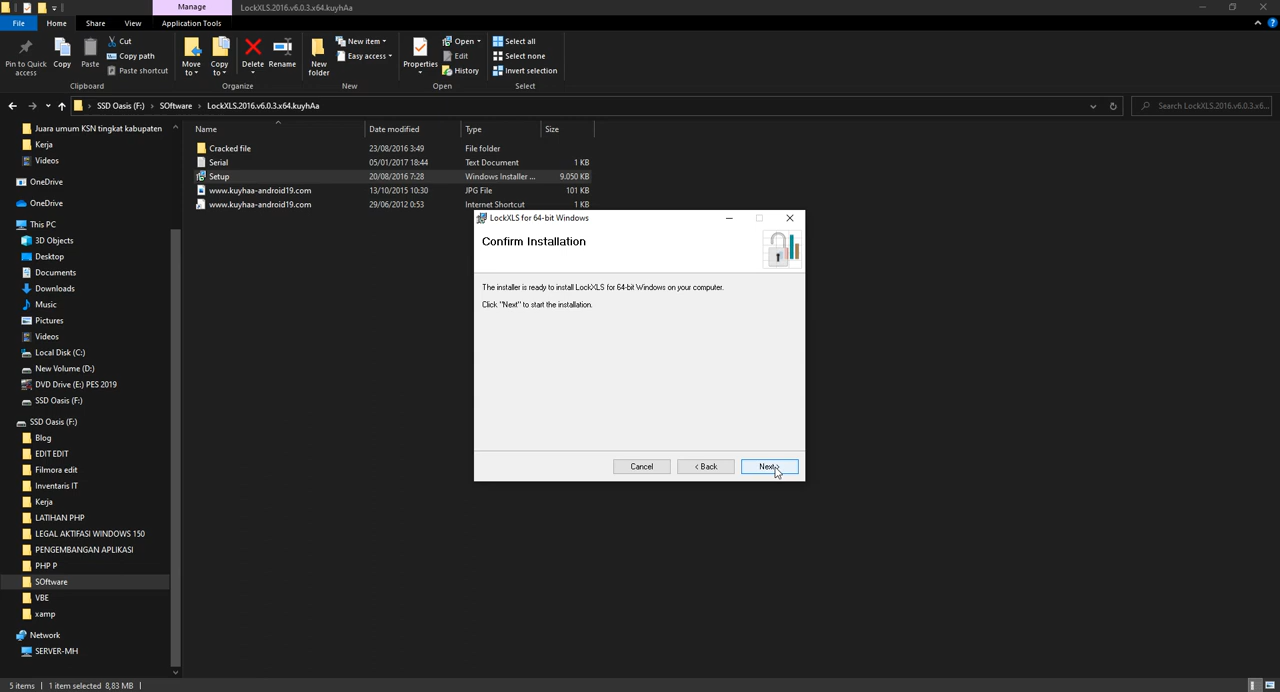 Manage
LockXLS.2016.v6.0.3.x64.kuyhAa
File
Home
Share
View
Application Tools
Pin to Quick access
Copy
Paste
Cut
Copy path
Paste shortcut
Clipboard
Move to
Copy to
Delete
Rename
Organize
New folder
New item
Easy access
New
Properties
Open
Edit
History
Open
Select all
Select none
Invert selection
Select
SSD Oasis (F:) > SOftware > LockXLS.2016.v6.0.3.x64.kuyhAa
Search LockXLS.2016.v6.0.3.x6...
Juara umum KSN tingkat kabupaten
Kerja
Videos
OneDrive
OneDrive
This PC
3D Objects
Desktop
Documents
Downloads
Music
Pictures
Videos
Local Disk (C:)
New Volume (D:)
DVD Drive (E:) PES 2019
SSD Oasis (F:)
SSD Oasis (F:)
Blog
EDIT EDIT
Filmora edit
Inventaris IT
Kerja
LATIHAN PHP
LEGAL AKTIFASI WINDOWS 150
PENGEMBANGAN APLIKASI
PHP P
SOftware
VBE
xamp
Network
SERVER-MH
Name Date modified Type Size
Cracked file 23/08/2016 3:49 File folder
Serial 05/01/2017 18:44 Text Document 1 KB
Setup 20/08/2016 7:28 Windows Installer ... 9.050 KB
www.kuyhaa-android19.com 13/10/2015 10:30 JPG File 101 KB
www.kuyhaa-android19.com 29/06/2012 0:53 Internet Shortcut 1 KB
LockXLS for 64-bit Windows
Confirm Installation
The installer is ready to install LockXLS for 64-bit Windows on your computer.
Click "Next" to start the installation.
Cancel
< Back
Next >
5 items | 1 item selected 8,83 MB |